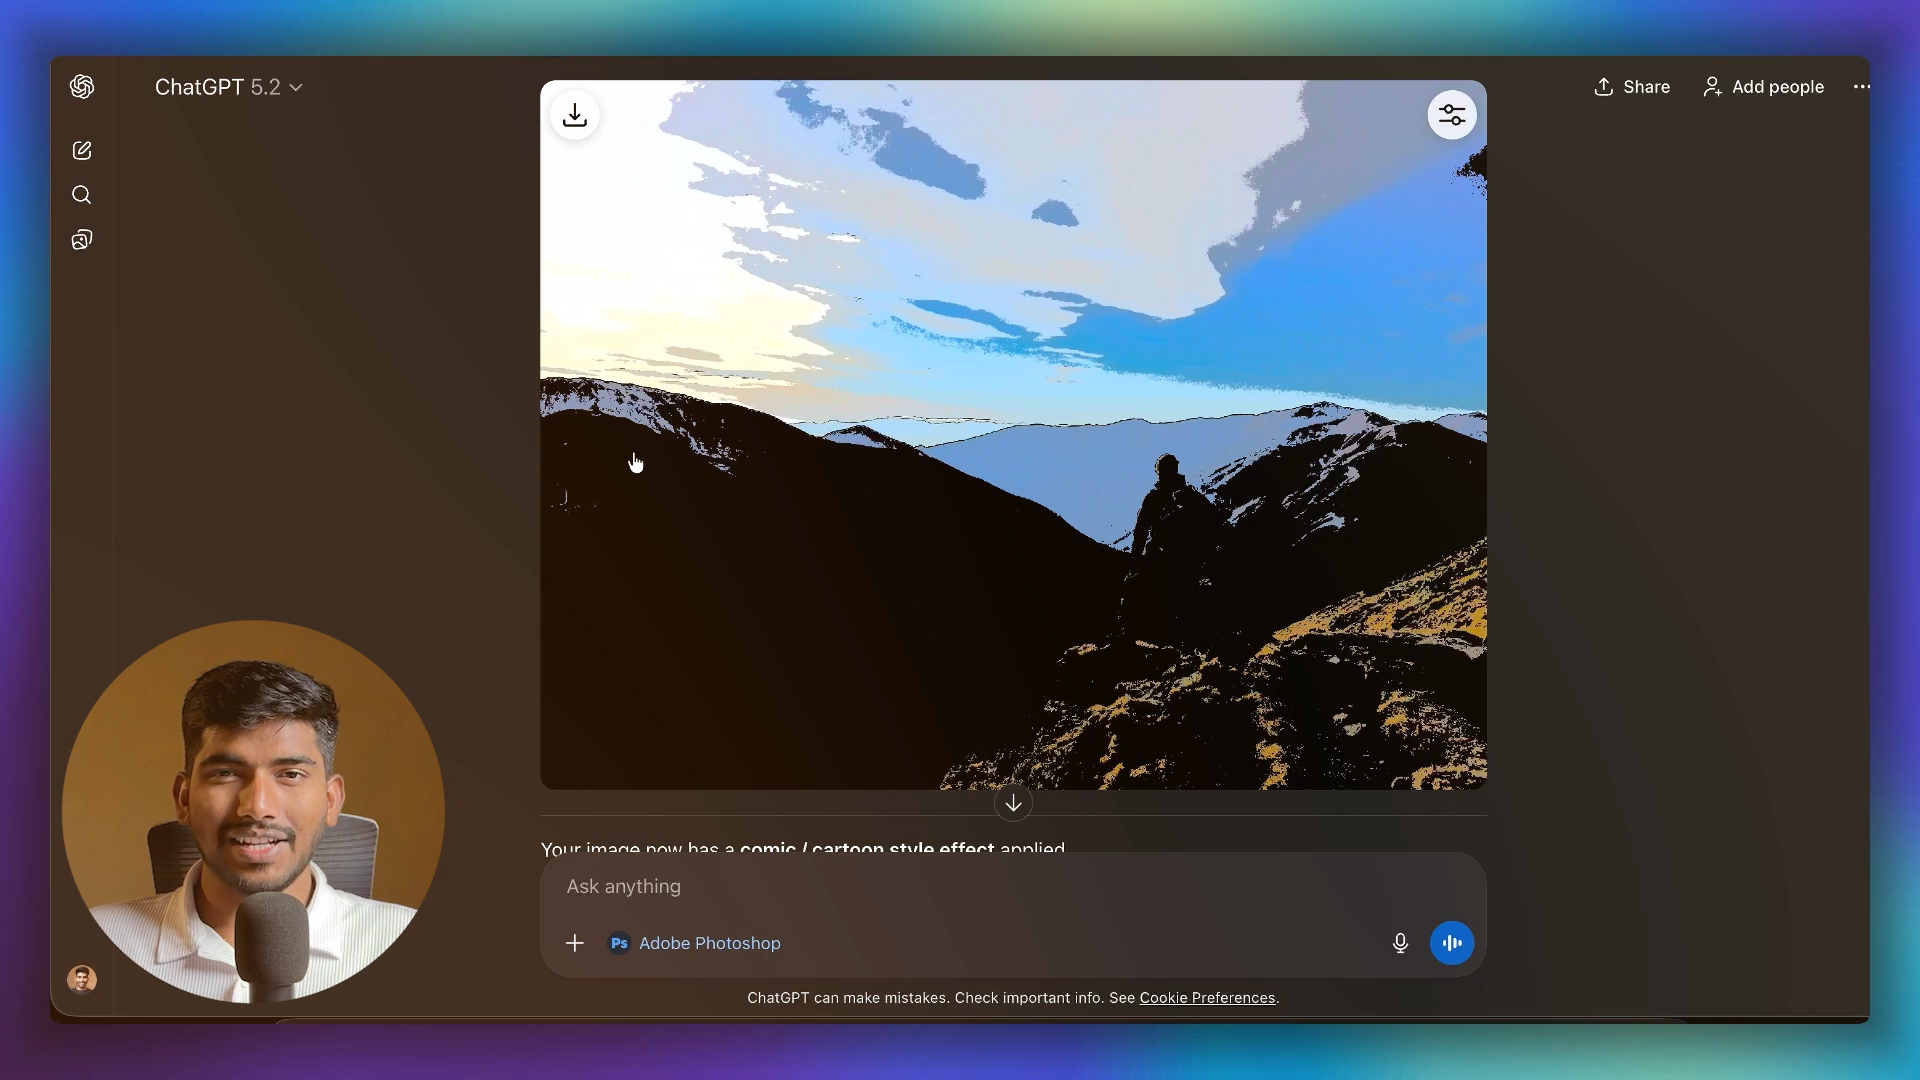 ChatGPT 5.2
Share
Add people
Your image now has a comic / cartoon style effect applied
Ask anything
Ps Adobe Photoshop
ChatGPT can make mistakes. Check important info. See Cookie Preferences.